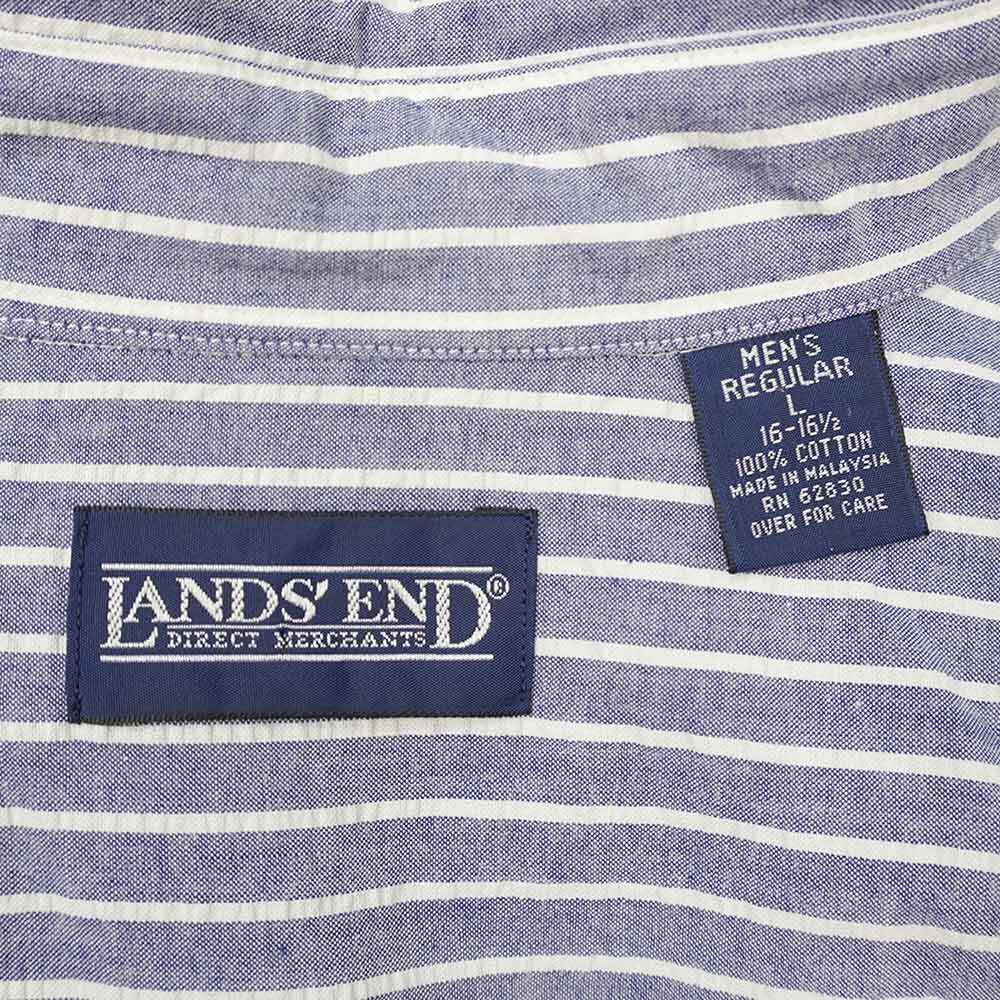 MEN'S
REGULAR
L
16-16½
100% COTTON
MADE IN MALAYSIA
RN 62830
OVER FOR CARE
LANDS' END®
DIRECT MERCHANTS